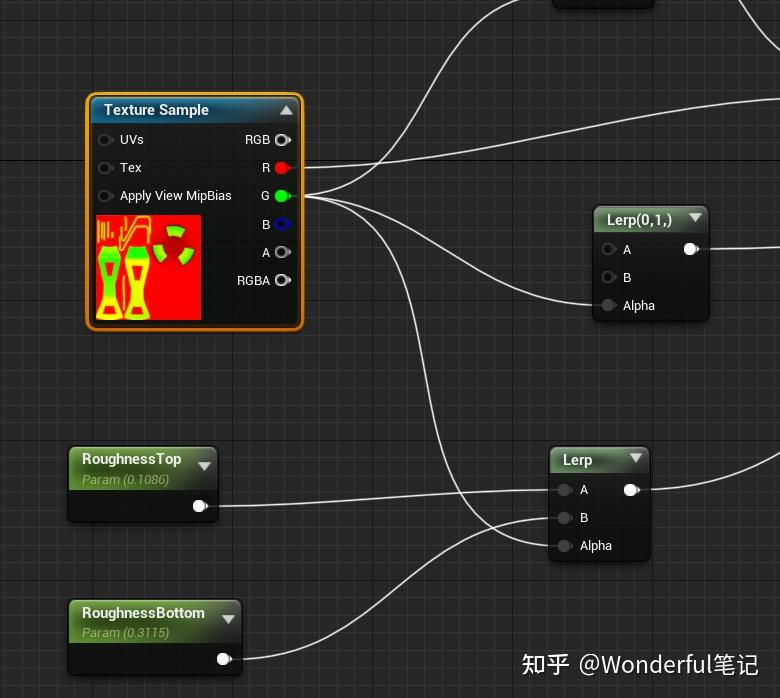 Texture Sample
UVs RGB
Tex R
Apply View MipBias G
B
A
RGBA
Lerp(0,1,)
A
B
Alpha
RoughnessTop
Param (0.1086)
Lerp
A
B
Alpha
RoughnessBottom
Param (0.3115)
知乎 @Wonderful笔记